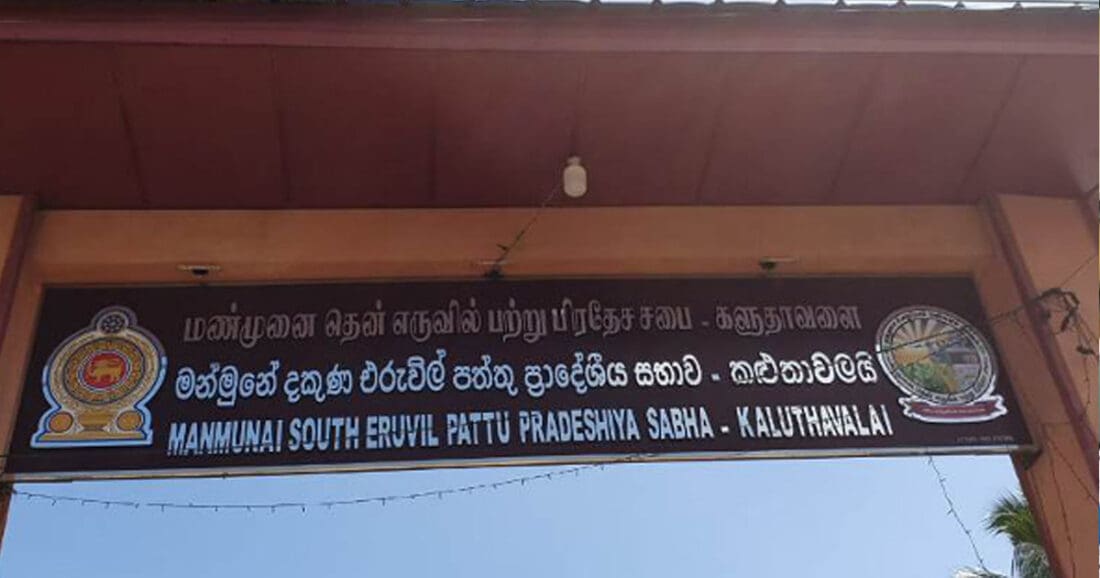 மண்முனை தென் எருவில் பற்று பிரதேச சபை - களுதாவளை
මන්මුනේ දකුණ එරුවිල් පත්තු ප්‍රාදේශීය සභාව - කළුතාවලයි
MANMUNAI SOUTH ERUVIL PATTU PRADESHIYA SABHA - KALUTHAVALAI